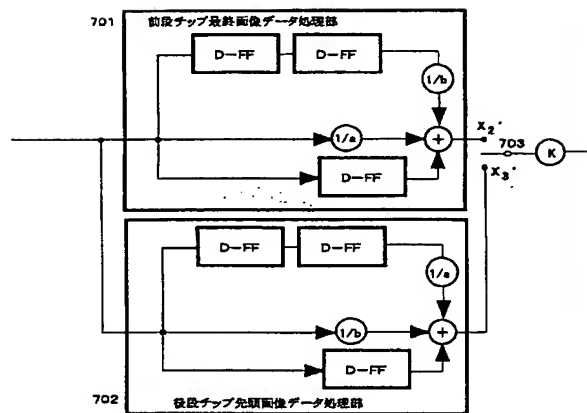 701 前段チップ最終画像データ処理部
D-FF D-FF
1/b
1/a + X₂'
703 K
X₃'
D-FF
D-FF D-FF
1/a
1/b +
D-FF
702 後段チップ先頭画像データ処理部